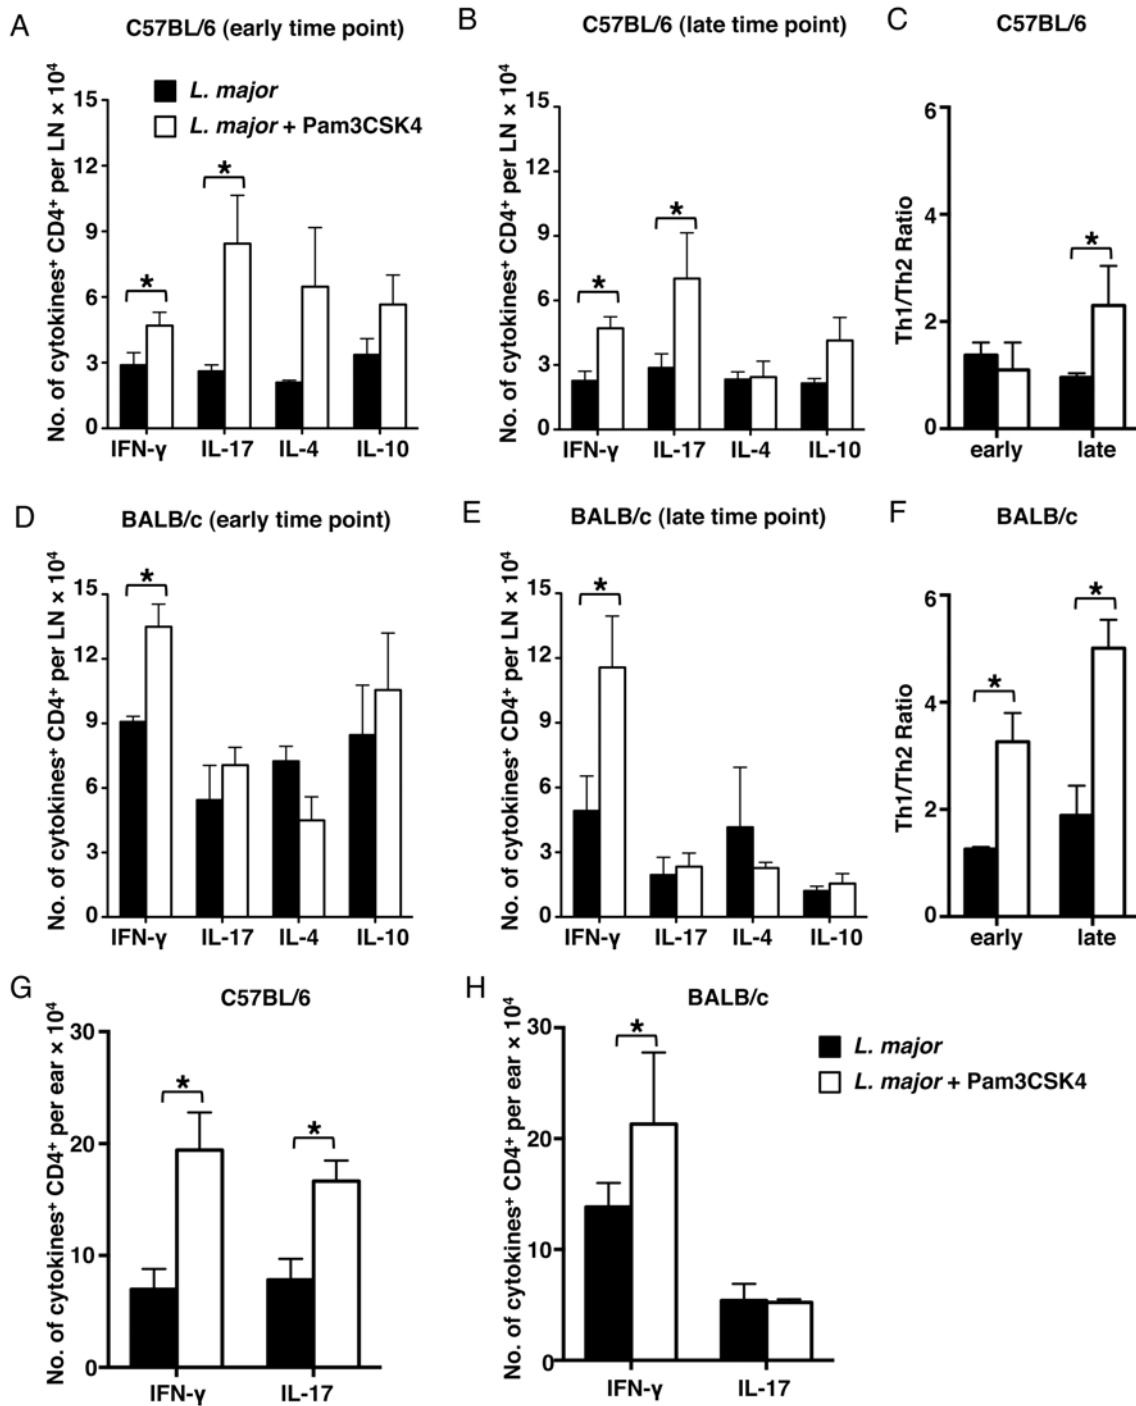 A
C57BL/6 (early time point)
No. of cytokines⁺ CD4⁺ per LN × 10⁴
15
12
9
6
3
0
L. major
L. major + Pam3CSK4
*
*
IFN-γ IL-17 IL-4 IL-10
B
C57BL/6 (late time point)
No. of cytokines⁺ CD4⁺ per LN × 10⁴
15
12
9
6
3
0
*
*
IFN-γ IL-17 IL-4 IL-10
C
C57BL/6
Th1/Th2 Ratio
6
4
2
0
*
early late
D
BALB/c (early time point)
No. of cytokines⁺ CD4⁺ per LN × 10⁴
15
12
9
6
3
0
*
IFN-γ IL-17 IL-4 IL-10
E
BALB/c (late time point)
No. of cytokines⁺ CD4⁺ per LN × 10⁴
15
12
9
6
3
0
*
IFN-γ IL-17 IL-4 IL-10
F
BALB/c
Th1/Th2 Ratio
6
4
2
0
*
*
early late
G
C57BL/6
No. of cytokines⁺ CD4⁺ per ear × 10⁴
30
20
10
0
*
*
IFN-γ IL-17
H
BALB/c
No. of cytokines⁺ CD4⁺ per ear × 10⁴
30
20
10
0
*
IFN-γ IL-17
L. major
L. major + Pam3CSK4